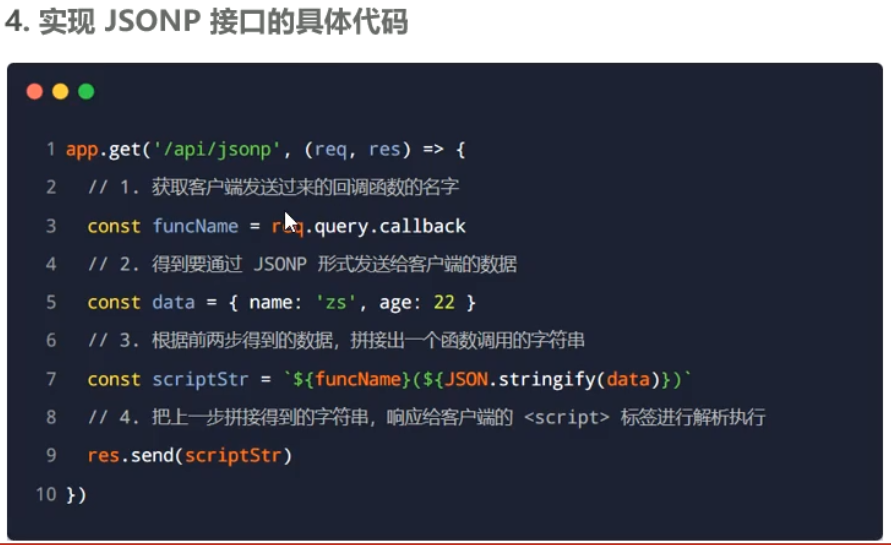 4. 实现 JSONP 接口的具体代码
1 app.get('/api/jsonp', (req, res) => {
2 // 1. 获取客户端发送过来的回调函数的名字
3 const funcName = req.query.callback
4 // 2. 得到要通过 JSONP 形式发送给客户端的数据
5 const data = { name: 'zs', age: 22 }
6 // 3. 根据前两步得到的数据，拼接出一个函数调用的字符串
7 const scriptStr = `${funcName}(${JSON.stringify(data)})`
8 // 4. 把上一步拼接得到的字符串，响应给客户端的 <script> 标签进行解析执行
9 res.send(scriptStr)
10 })